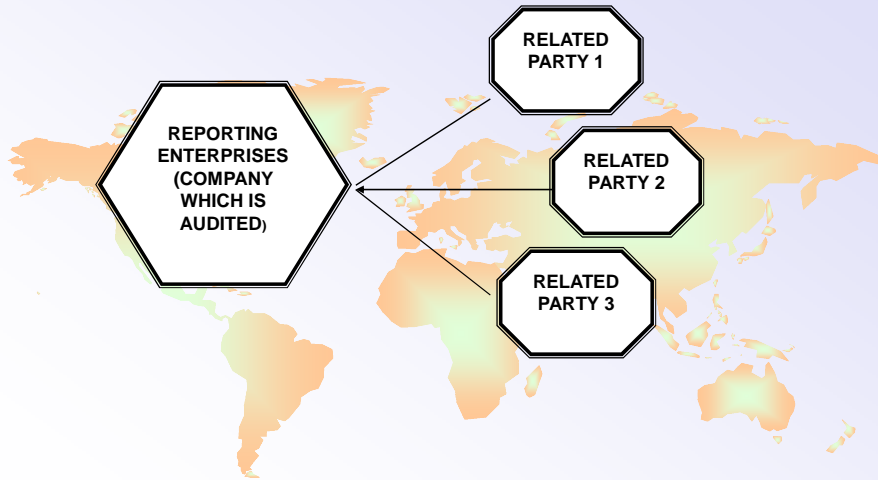 REPORTING
ENTERPRISES
(COMPANY
WHICH IS
AUDITED)
RELATED
PARTY 1
RELATED
PARTY 2
RELATED
PARTY 3